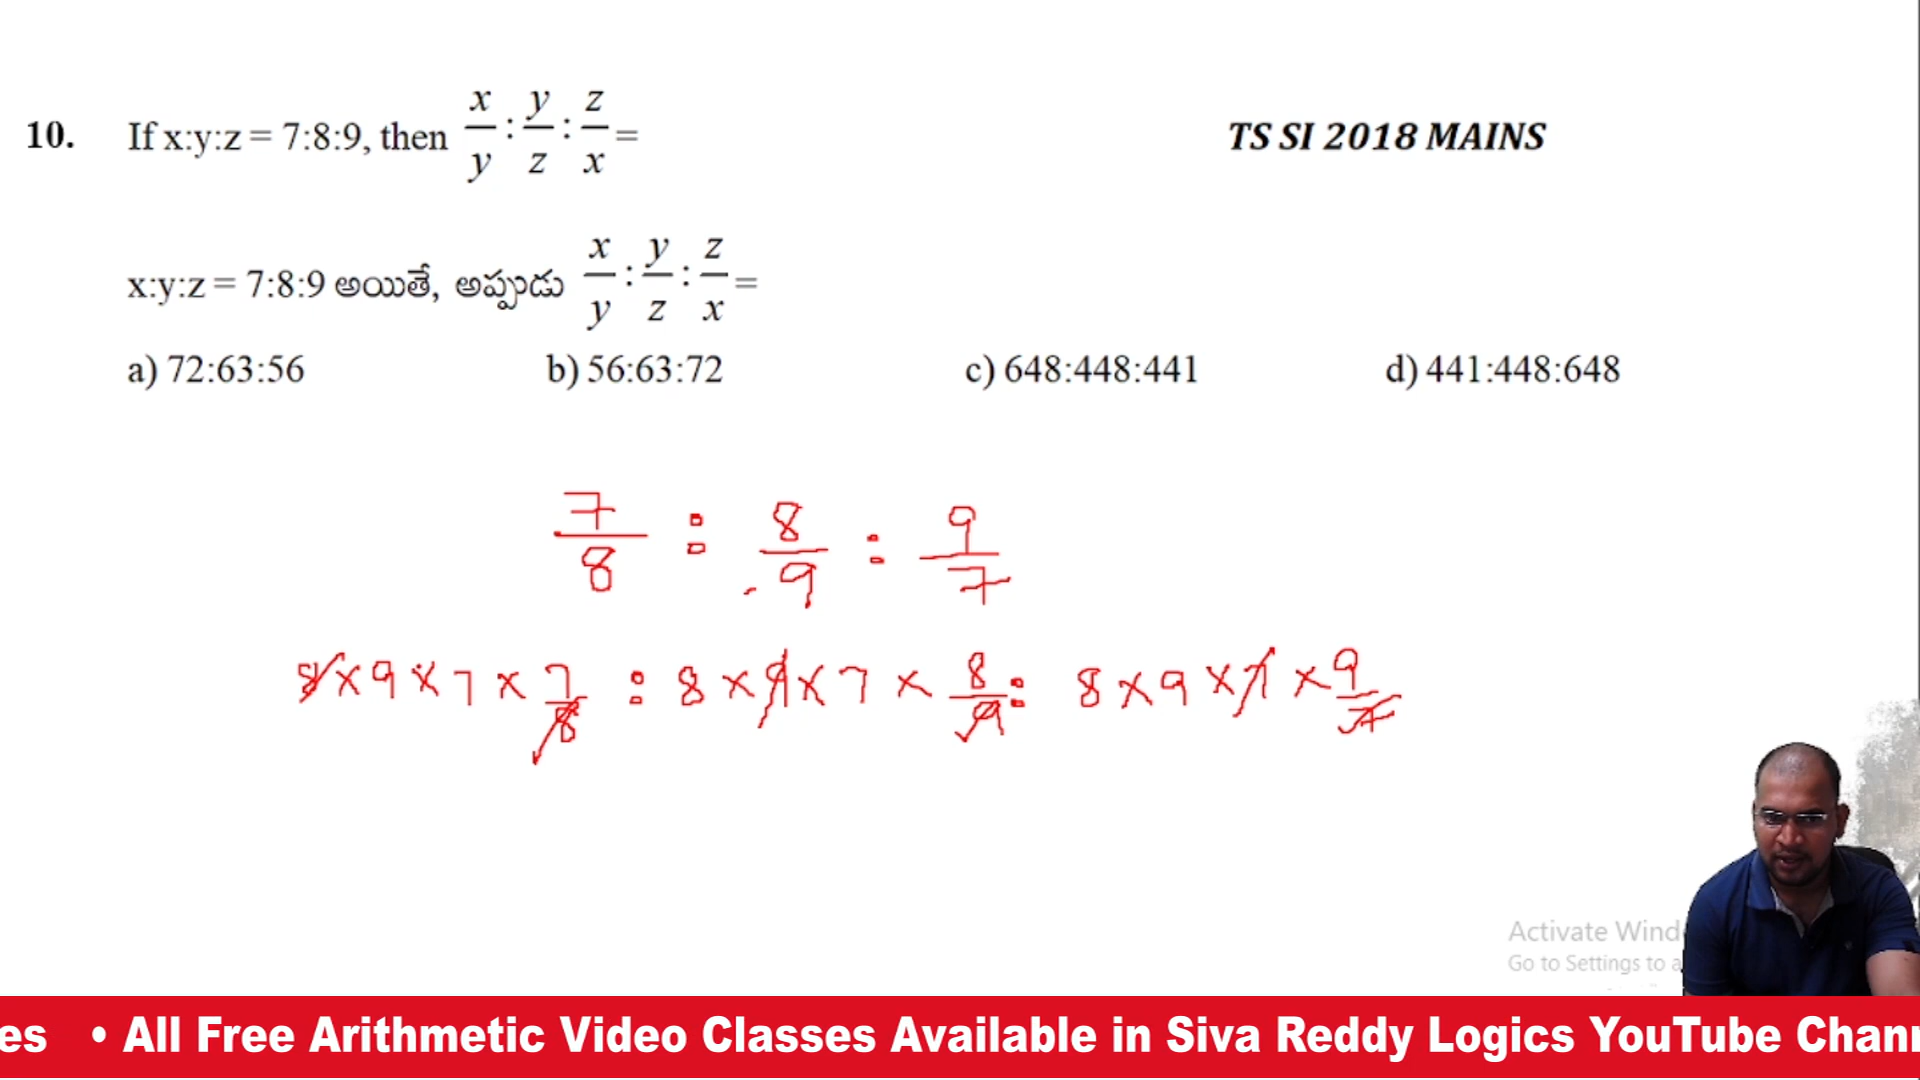 10. If x:y:z = 7:8:9, then x/y : y/z : z/x = TS SI 2018 MAINS
x:y:z = 7:8:9 అయితే, అప్పుడు x/y : y/z : z/x =
a) 72:63:56 b) 56:63:72 c) 648:448:441 d) 441:448:648
7/8 : 8/9 : 9/7
8 × 9 × 7 × 7/8 : 8 × 9 × 7 × 8/9 : 8 × 9 × 7 × 9/7
Activate Wind
Go to Settings to a
es • All Free Arithmetic Video Classes Available in Siva Reddy Logics YouTube Chann